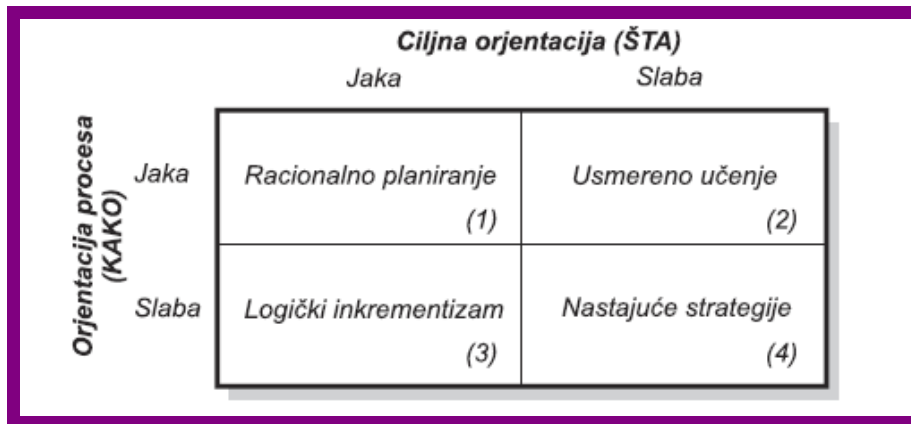 Ciljna orjentacija (ŠTA)
Jaka Slaba
Orjentacija procesa
(KAKO)
Jaka Racionalno planiranje Usmereno učenje
(1) (2)
Slaba Logički inkrementizam Nastajuće strategije
(3) (4)